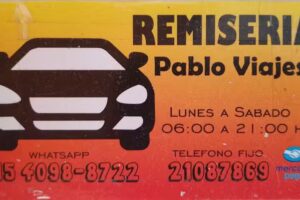 REMISERIA
Pablo Viajes
LUNES A SABADO
06:00 a 21:00 H
WHATSAPP
15 4098-8722
TELEFONO FIJO
21087869